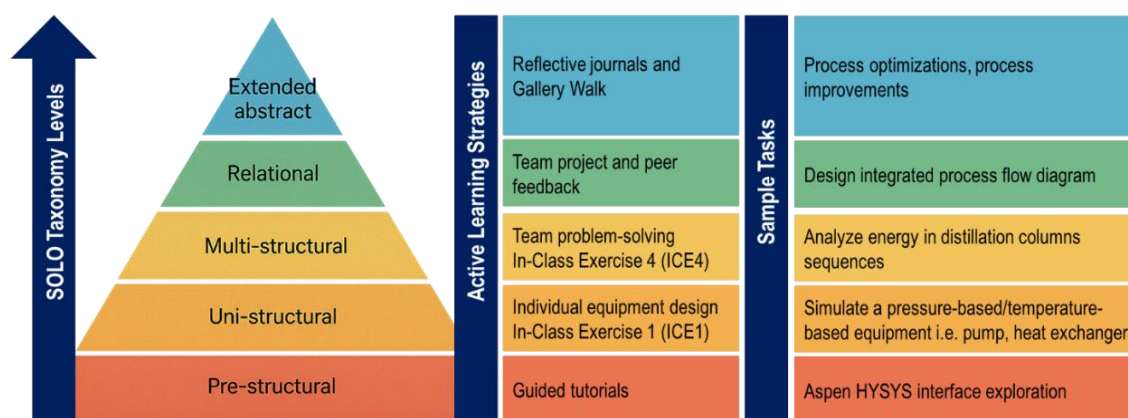 SOLO Taxonomy Levels
Extended
abstract
Relational
Multi-structural
Uni-structural
Pre-structural
Active Learning Strategies
Reflective journals and
Gallery Walk
Team project and peer
feedback
Team problem-solving
In-Class Exercise 4 (ICE4)
Individual equipment design
In-Class Exercise 1 (ICE1)
Guided tutorials
Sample Tasks
Process optimizations, process
improvements
Design integrated process flow diagram
Analyze energy in distillation columns
sequences
Simulate a pressure-based/temperature-
based equipment i.e. pump, heat exchanger
Aspen HYSYS interface exploration